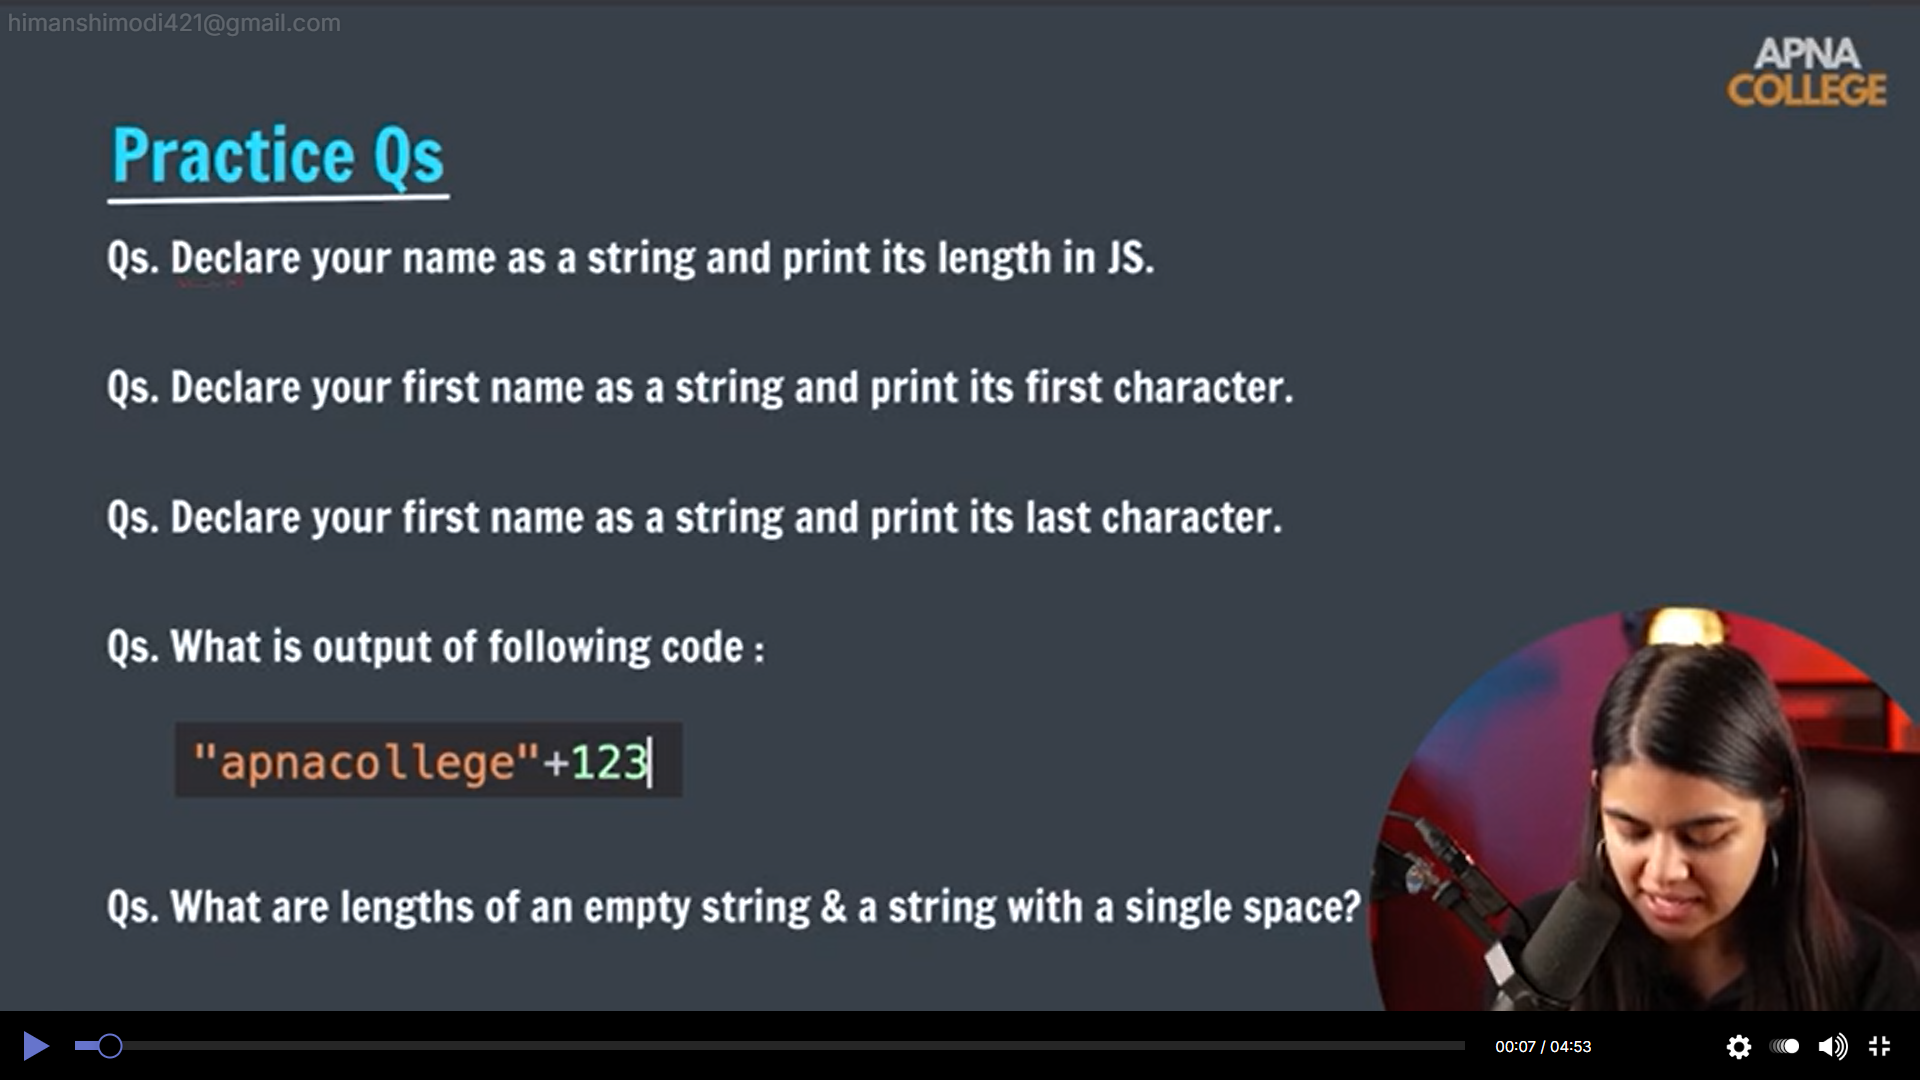 himanshimodi421@gmail.com
APNA
COLLEGE
Practice Qs
Qs. Declare your name as a string and print its length in JS.
Qs. Declare your first name as a string and print its first character.
Qs. Declare your first name as a string and print its last character.
Qs. What is output of following code :
"apnacollege"+123
Qs. What are lengths of an empty string & a string with a single space?
00:07 / 04:53